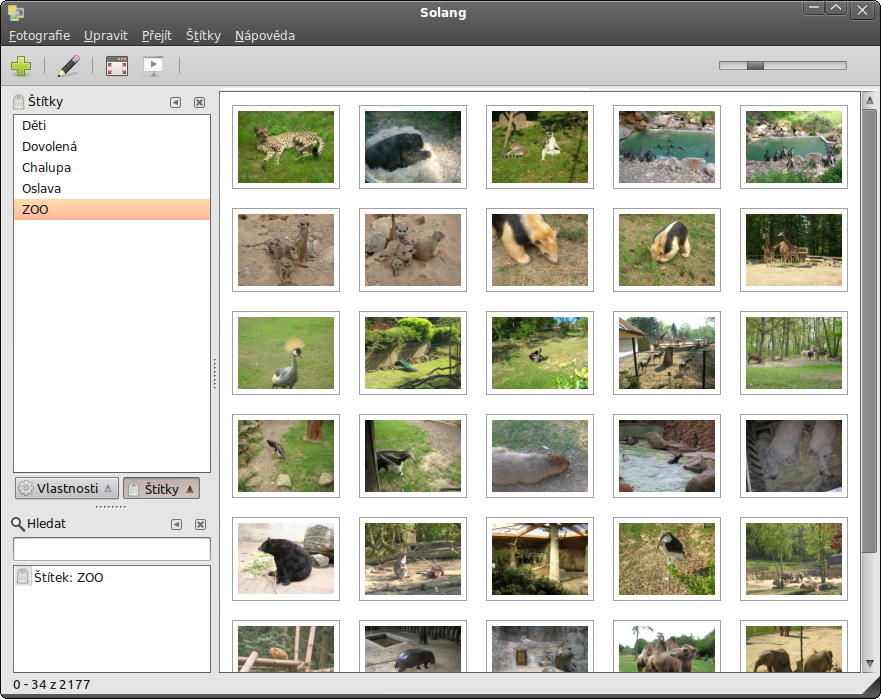 Solang
Fotografie Upravit Přejít Štítky Nápověda
Štítky
Děti
Dovolená
Chalupa
Oslava
ZOO
Vlastnosti Štítky
Hledat
Štítek: ZOO
0 - 34 z 2177